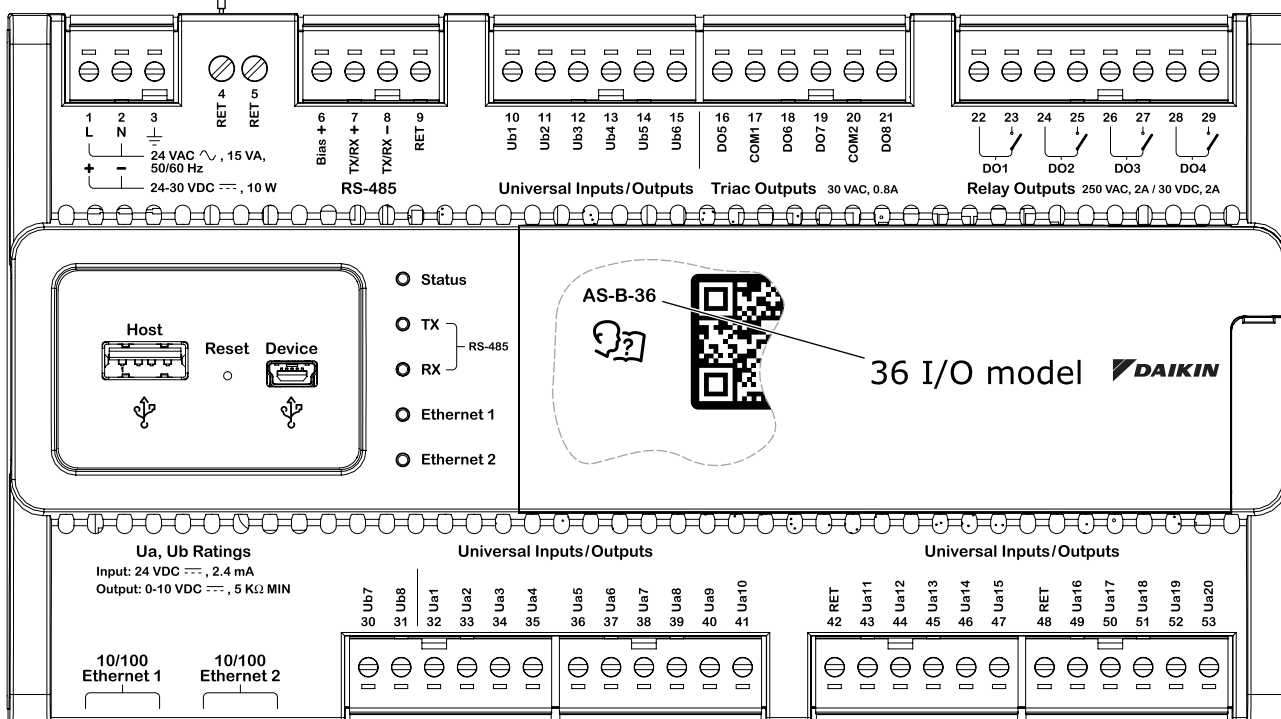 1 2 3 RET 4 RET 5 6 7 8 9 10 11 12 13 14 15 16 17 18 19 20 21 22 23 24 25 26 27 28 29
L N Bias + TX/RX + TX/RX − RET Ub1 Ub2 Ub3 Ub4 Ub5 Ub6 DO5 COM1 DO6 DO7 COM2 DO8 DO1 DO2 DO3 DO4
24 VAC ∿ , 15 VA,
+ − 50/60 Hz
24-30 VDC ⎓ , 10 W
RS-485
Universal Inputs/Outputs
Triac Outputs 30 VAC, 0.8A
Relay Outputs 250 VAC, 2A / 30 VDC, 2A
Host
Reset
Device
Status
TX
RS-485
RX
Ethernet 1
Ethernet 2
AS-B-36
?
36 I/O model
DAIKIN
Ua, Ub Ratings
Input: 24 VDC ⎓ , 2.4 mA
Output: 0-10 VDC ⎓ , 5 KΩ MIN
Universal Inputs/Outputs
Universal Inputs/Outputs
Ub7 Ub8 Ua1 Ua2 Ua3 Ua4 Ua5 Ua6 Ua7 Ua8 Ua9 Ua10 RET Ua11 Ua12 Ua13 Ua14 Ua15 RET Ua16 Ua17 Ua18 Ua19 Ua20
30 31 32 33 34 35 36 37 38 39 40 41 42 43 44 45 46 47 48 49 50 51 52 53
10/100
Ethernet 1
10/100
Ethernet 2